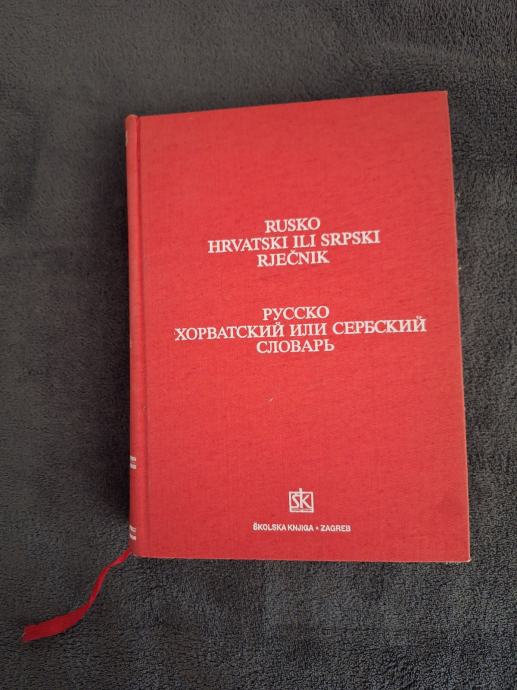 RUSKO
HRVATSKI ILI SRPSKI
RJEČNIK
РУССКО
ХОРВАТСКИЙ ИЛИ СЕРБСКИЙ
СЛОВАРЬ
ŠK
ŠKOLSKA KNJIGA • ZAGREB